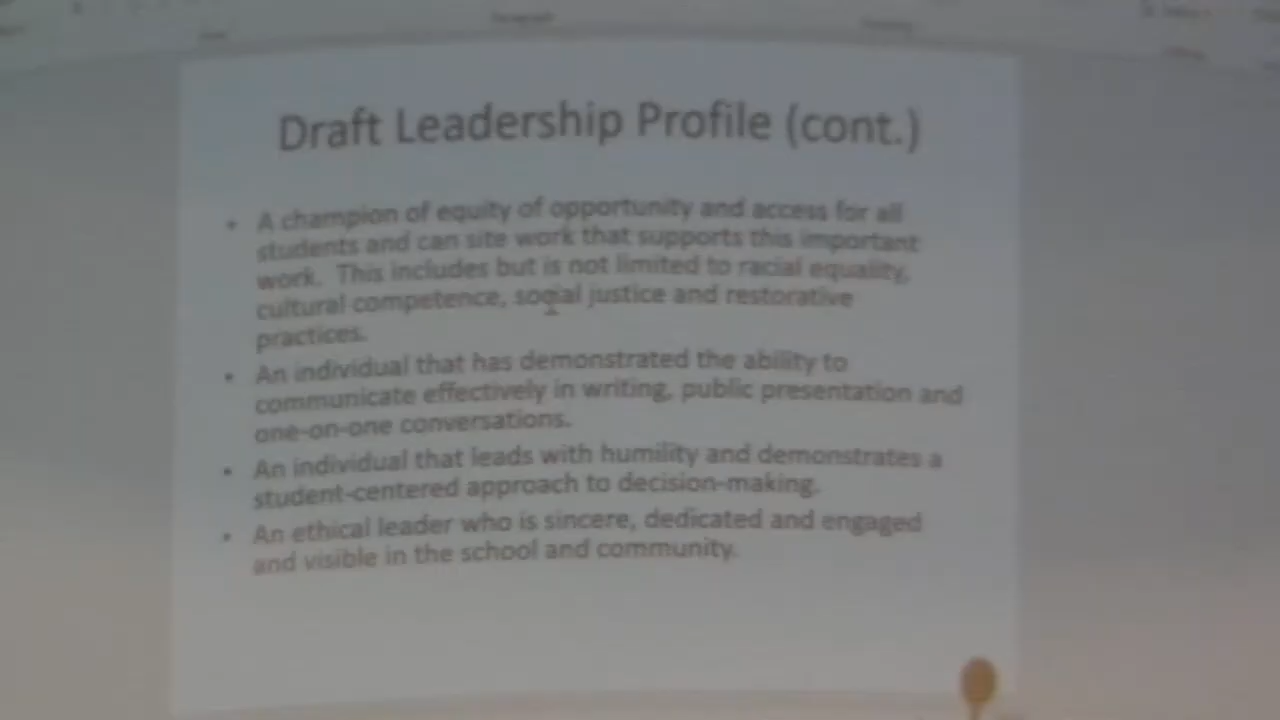 Draft Leadership Profile (cont.)
• A champion of equity of opportunity and access for all
students and can site work that supports this important
work. This includes but is not limited to racial equality,
cultural competence, social justice and restorative
practices.
• An individual that has demonstrated the ability to
communicate effectively in writing, public presentation and
one-on-one conversations.
• An individual that leads with humility and demonstrates a
student-centered approach to decision-making.
• An ethical leader who is sincere, dedicated and engaged
and visible in the school and community.